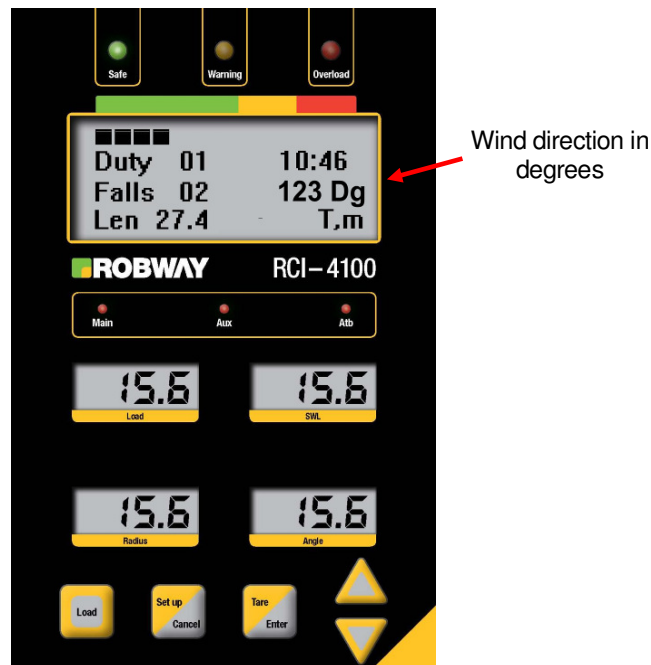 Safe Warning Overload
Duty 01 10:46
Falls 02 123 Dg
Len 27.4 T,m
Wind direction in
degrees
ROBWAY RCI-4100
Main Aux Atb
15.6 15.6
Load SWL
15.6 15.6
Radius Angle
Load Set up Cancel Tare Enter